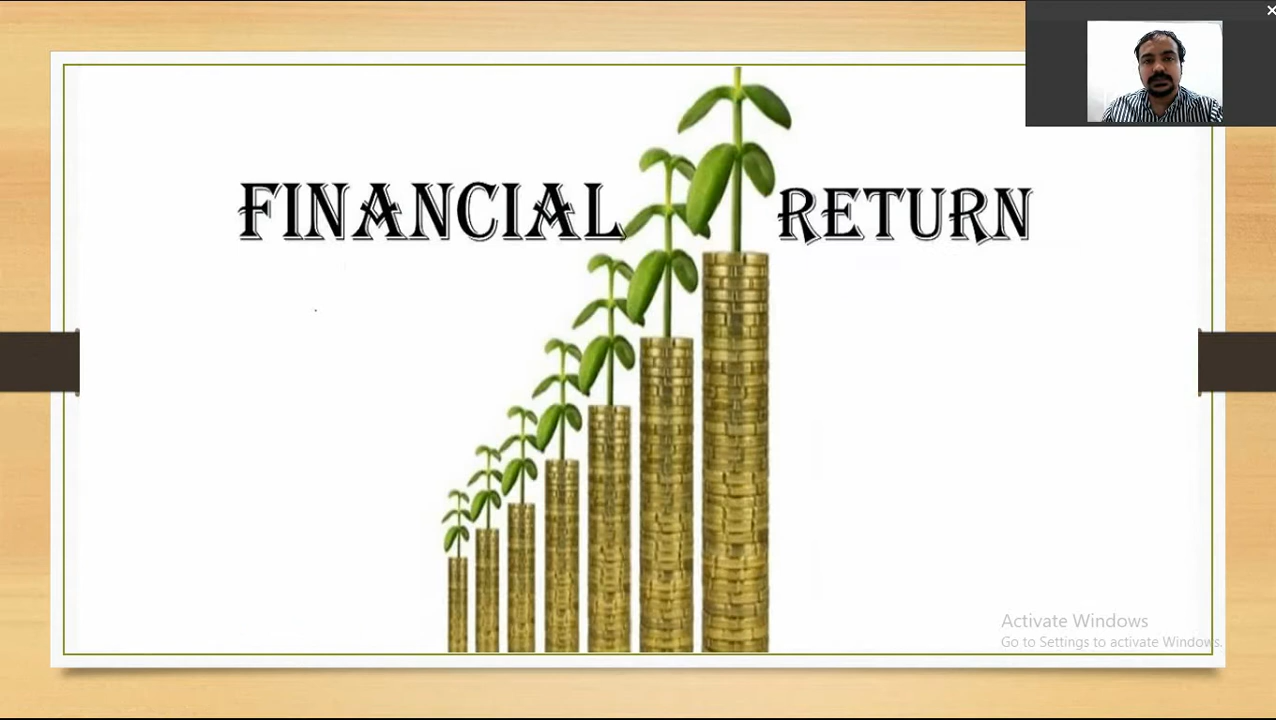 FINANCIAL RETURN
Activate Windows
Go to Settings to activate Windows.